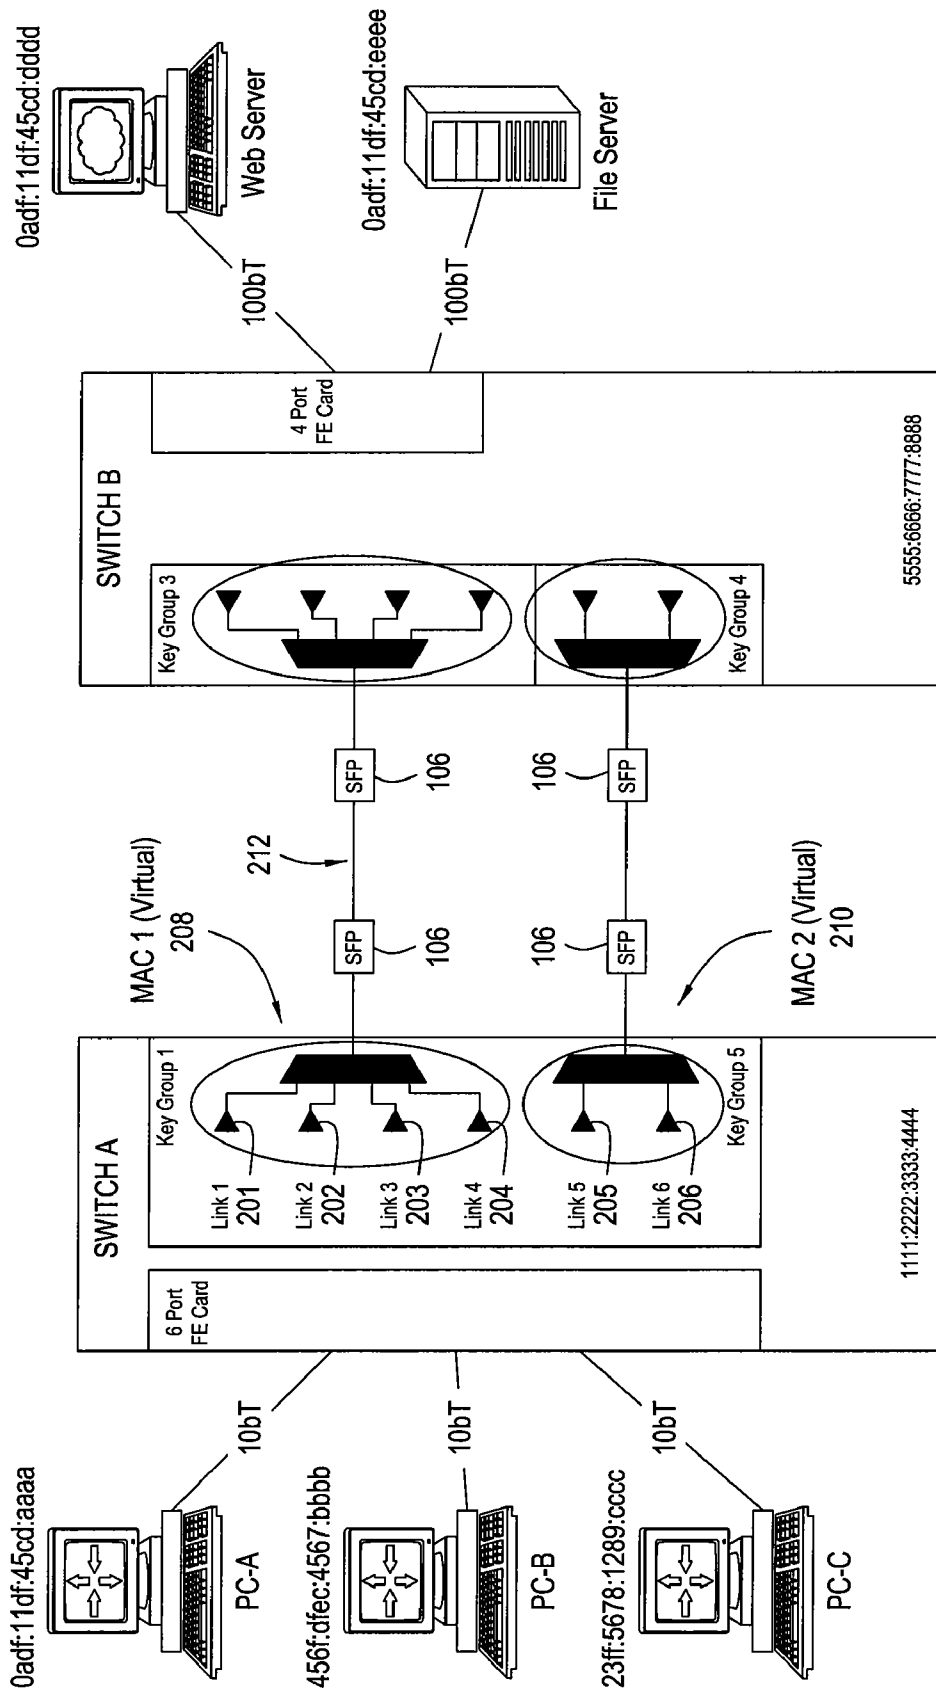 0adf:11df:45cd:aaaa
PC-A
10bT
456f:dfec:4567:bbbb
PC-B
10bT
23ff:5678:1289:cccc
PC-C
10bT
SWITCH A
6 Port
FE Card
Key Group 1
Link 1
201
Link 2
202
Link 3
203
Link 4
204
Link 5
205
Link 6
206
Key Group 5
1111:2222:3333:4444
MAC 1 (Virtual)
208
SFP
106
212
SFP
106
SFP
106
SFP
106
MAC 2 (Virtual)
210
SWITCH B
Key Group 3
Key Group 4
4 Port
FE Card
5555:6666:7777:8888
100bT
100bT
0adf:11df:45cd:dddd
Web Server
0adf:11df:45cd:eeee
File Server